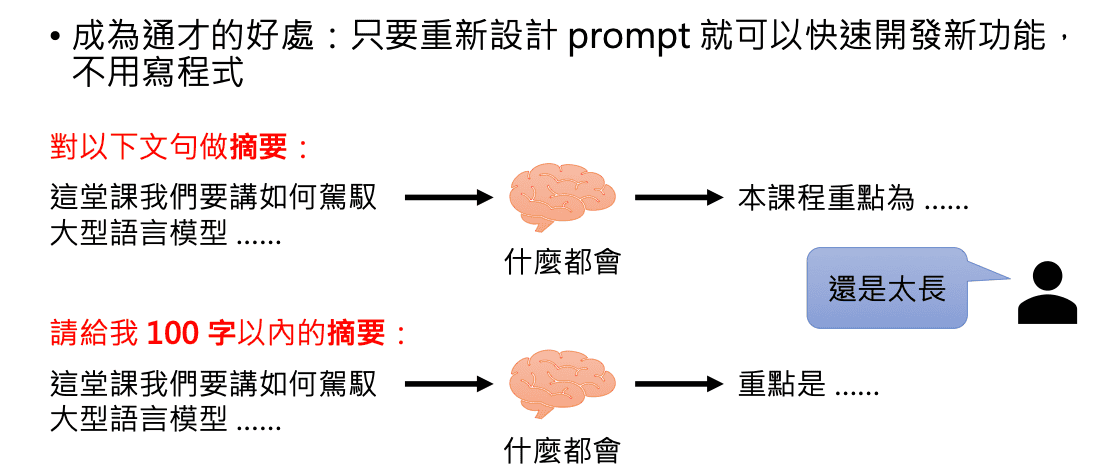 • 成為通才的好處：只要重新設計 prompt 就可以快速開發新功能，
不用寫程式
對以下文句做摘要：
這堂課我們要講如何駕馭
大型語言模型 ……
什麼都會
本課程重點為 ……
還是太長
請給我 100 字以內的摘要：
這堂課我們要講如何駕馭
大型語言模型 ……
什麼都會
重點是 ……